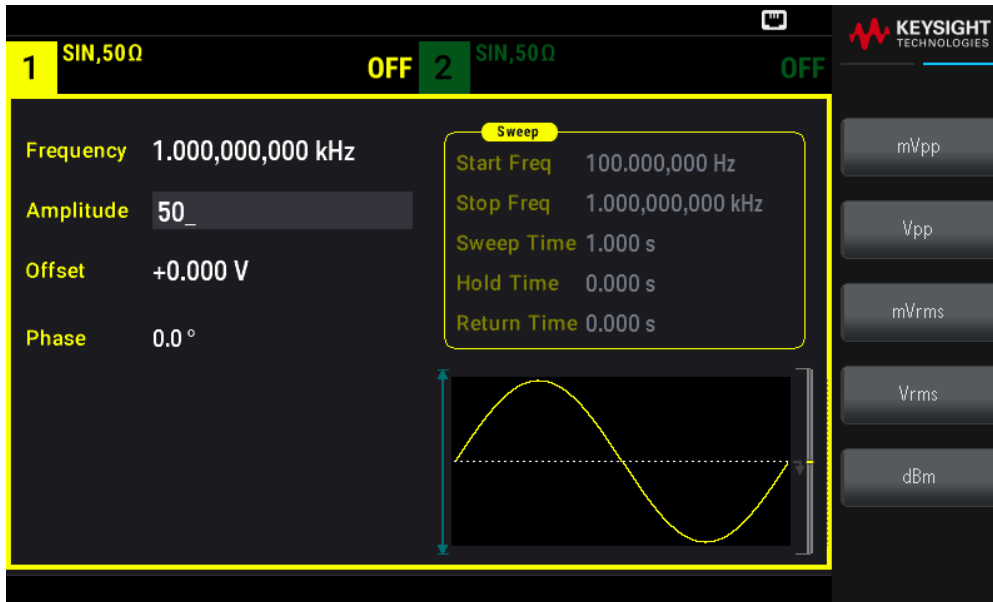 KEYSIGHT
TECHNOLOGIES
1 SIN,50Ω OFF
2 SIN,50Ω OFF
Frequency 1.000,000,000 kHz
Amplitude 50_
Offset +0.000 V
Phase 0.0 °
Sweep
Start Freq 100.000,000 Hz
Stop Freq 1.000,000,000 kHz
Sweep Time 1.000 s
Hold Time 0.000 s
Return Time 0.000 s
mVpp
Vpp
mVrms
Vrms
dBm